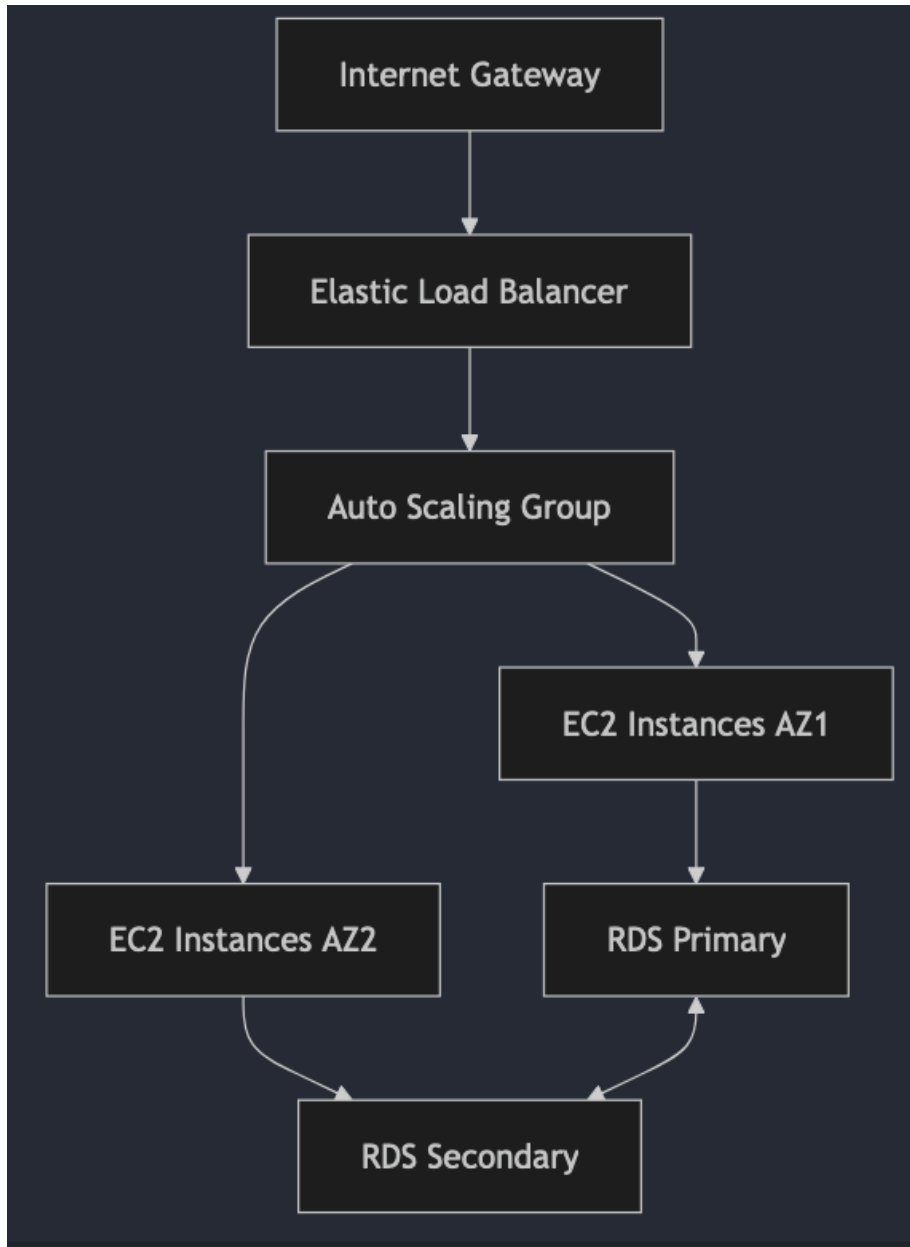 Internet Gateway
Elastic Load Balancer
Auto Scaling Group
EC2 Instances AZ1
EC2 Instances AZ2
RDS Primary
RDS Secondary